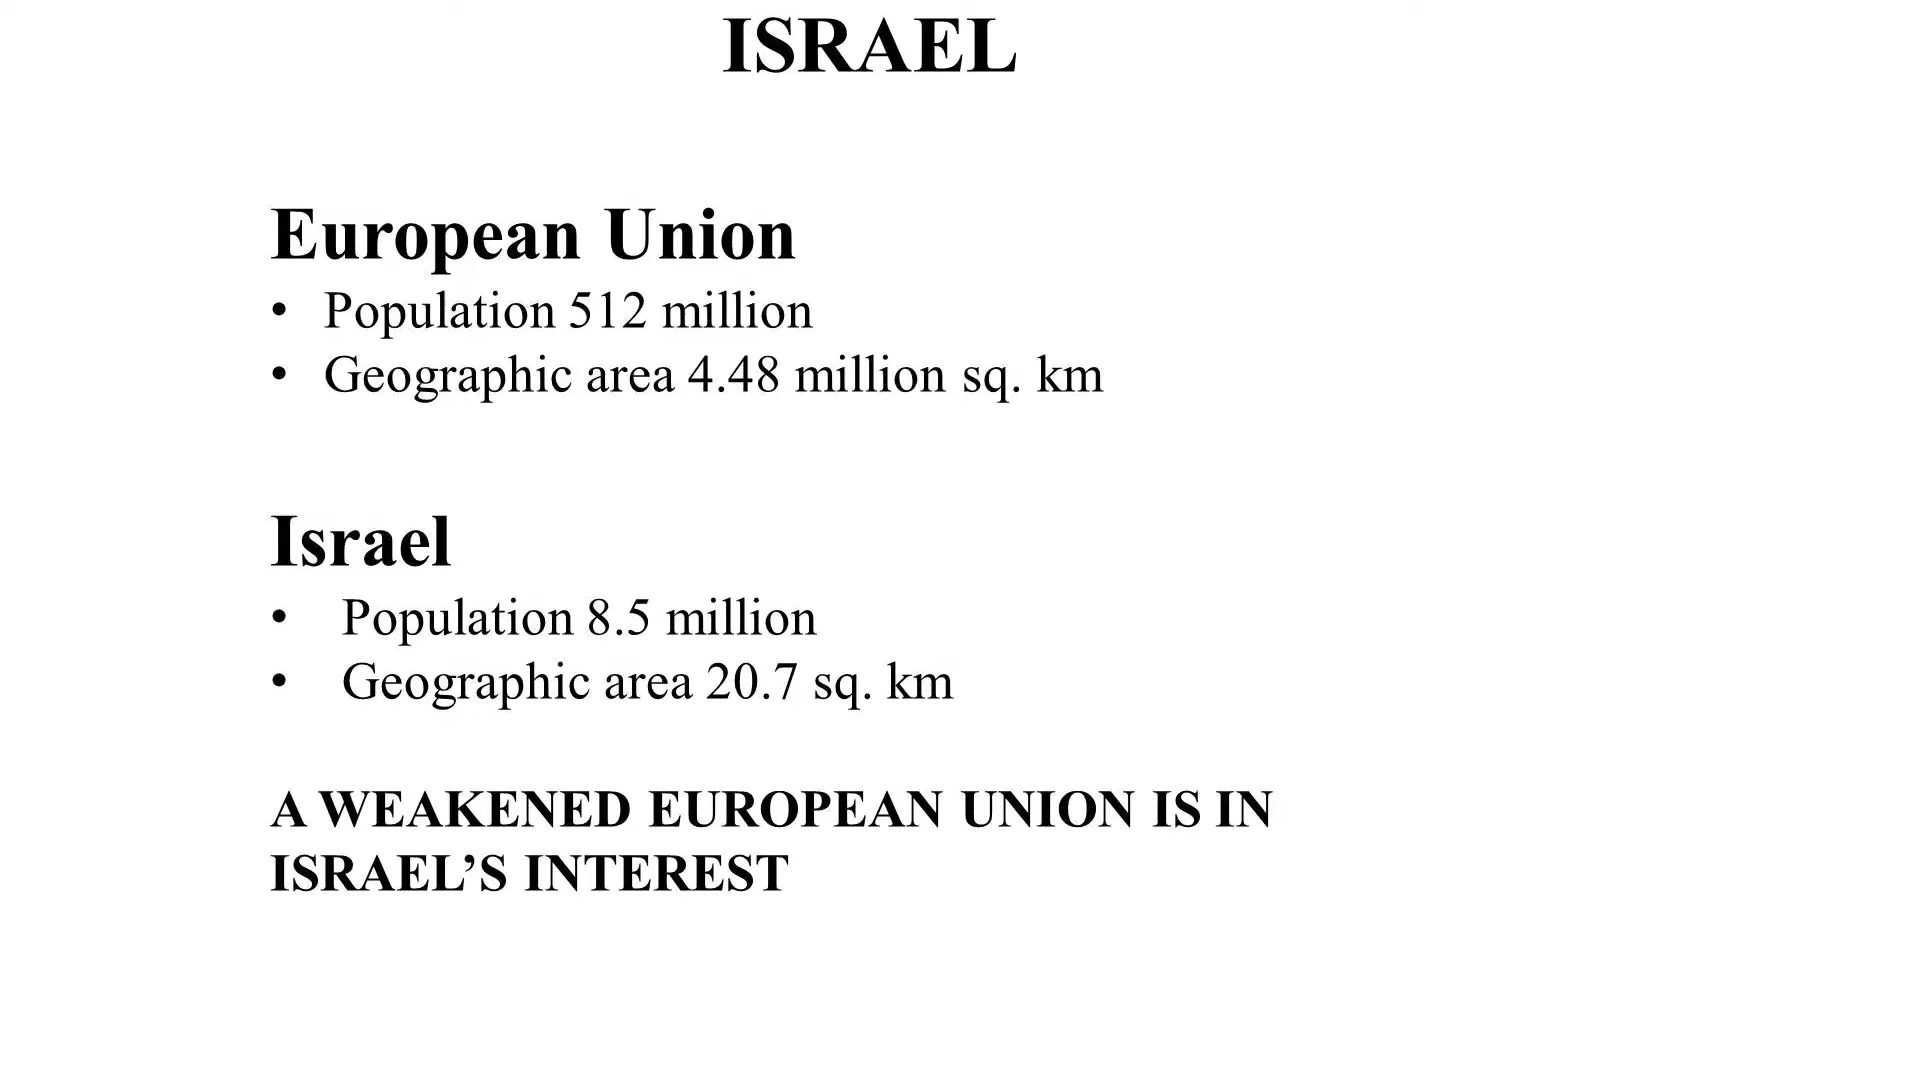 ISRAEL
European Union
• Population 512 million
• Geographic area 4.48 million sq. km
Israel
• Population 8.5 million
• Geographic area 20.7 sq. km
A WEAKENED EUROPEAN UNION IS IN
ISRAEL’S INTEREST